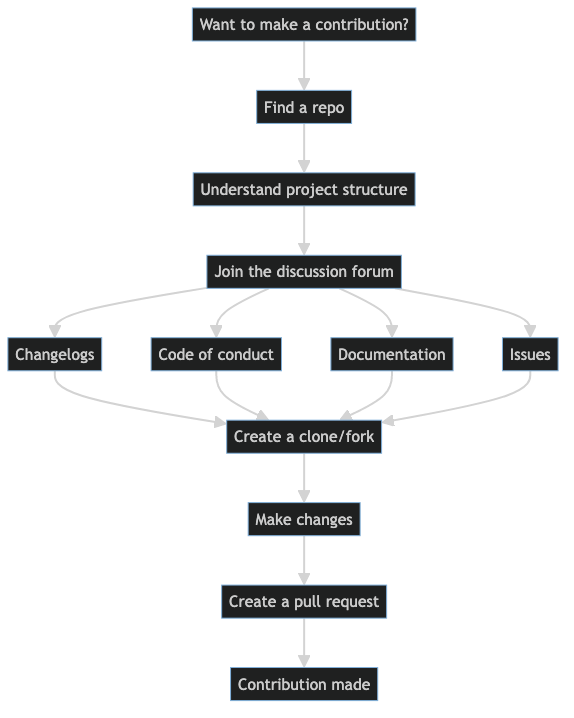 Want to make a contribution?
Find a repo
Understand project structure
Join the discussion forum
Changelogs
Code of conduct
Documentation
Issues
Create a clone/fork
Make changes
Create a pull request
Contribution made